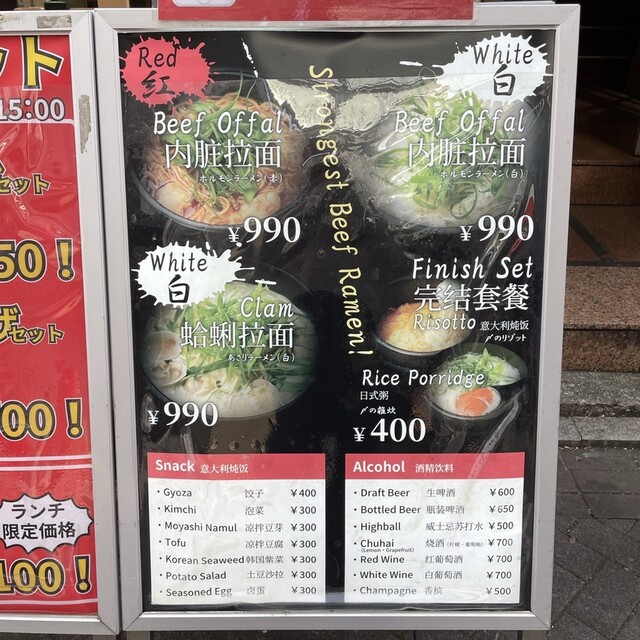 ット
15:00
セット
50！
セット
00！
ランチ
限定価格
100！
Red
红
Beef Offal
内脏拉面
ホルモンラーメン(赤)
¥990
White
白
Beef Offal
内脏拉面
ホルモンラーメン(白)
¥990
Strongest Beef Ramen!
White
白
Clam
蛤蜊拉面
あさりラーメン(白)
¥990
Finish Set
完结套餐
Risotto 意大利炖饭
〆のリゾット
Rice Porridge
日式粥
〆の雑炊
¥400
Snack 意大利炖饭
・Gyoza 饺子 ¥400
・Kimchi 泡菜 ¥300
・Moyashi Namul 凉拌豆芽 ¥300
・Tofu 凉拌豆腐 ¥300
・Korean Seaweed 韩国紫菜 ¥300
・Potato Salad 土豆沙拉 ¥300
・Seasoned Egg 卤蛋 ¥300
Alcohol 酒精饮料
・Draft Beer 生啤酒 ¥600
・Bottled Beer 瓶装啤酒 ¥650
・Highball 威士忌苏打水 ¥500
・Chuhai 烧酒(柠檬・葡萄柚) ¥700
(Lemon・Grapefruit)
・Red Wine 红葡萄酒 ¥700
・White Wine 白葡萄酒 ¥700
・Champagne 香槟 ¥500